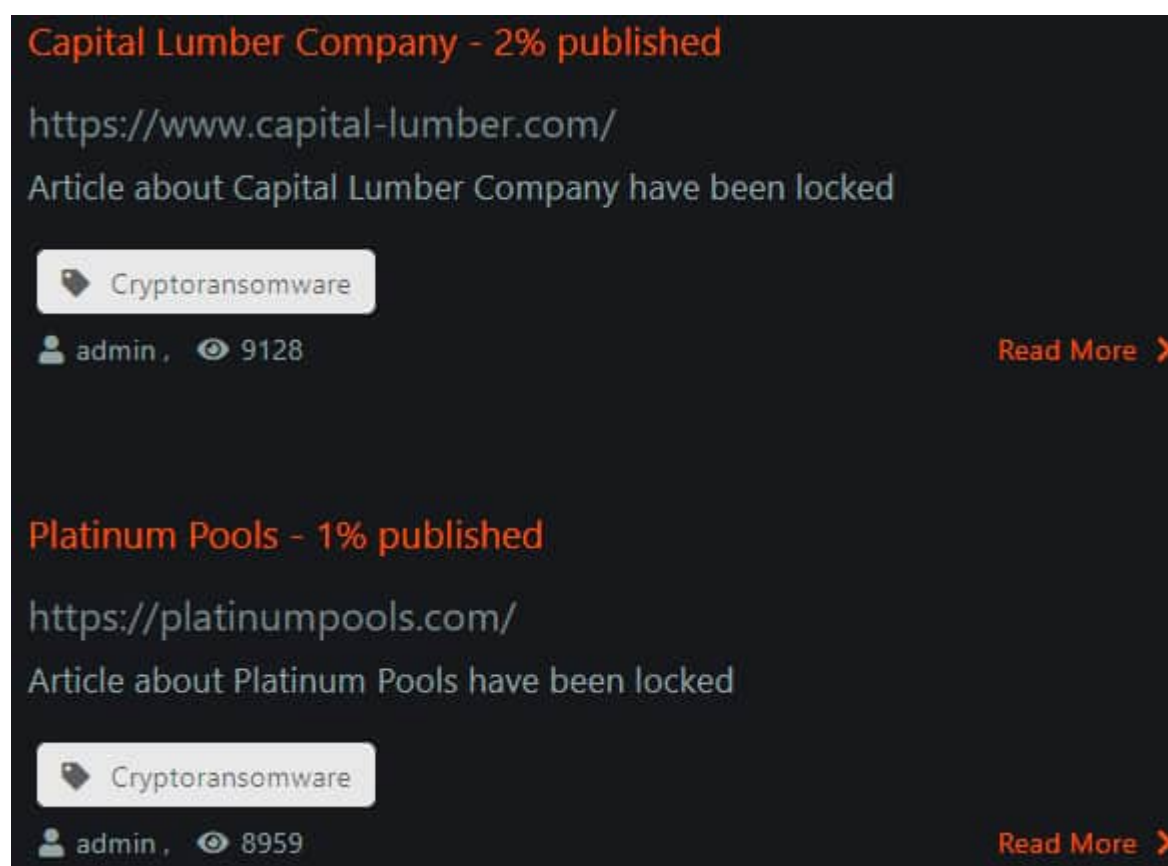 Capital Lumber Company - 2% published
https://www.capital-lumber.com/
Article about Capital Lumber Company have been locked
Cryptoransomware
admin , 9128 Read More
Platinum Pools - 1% published
https://platinumpools.com/
Article about Platinum Pools have been locked
Cryptoransomware
admin , 8959 Read More